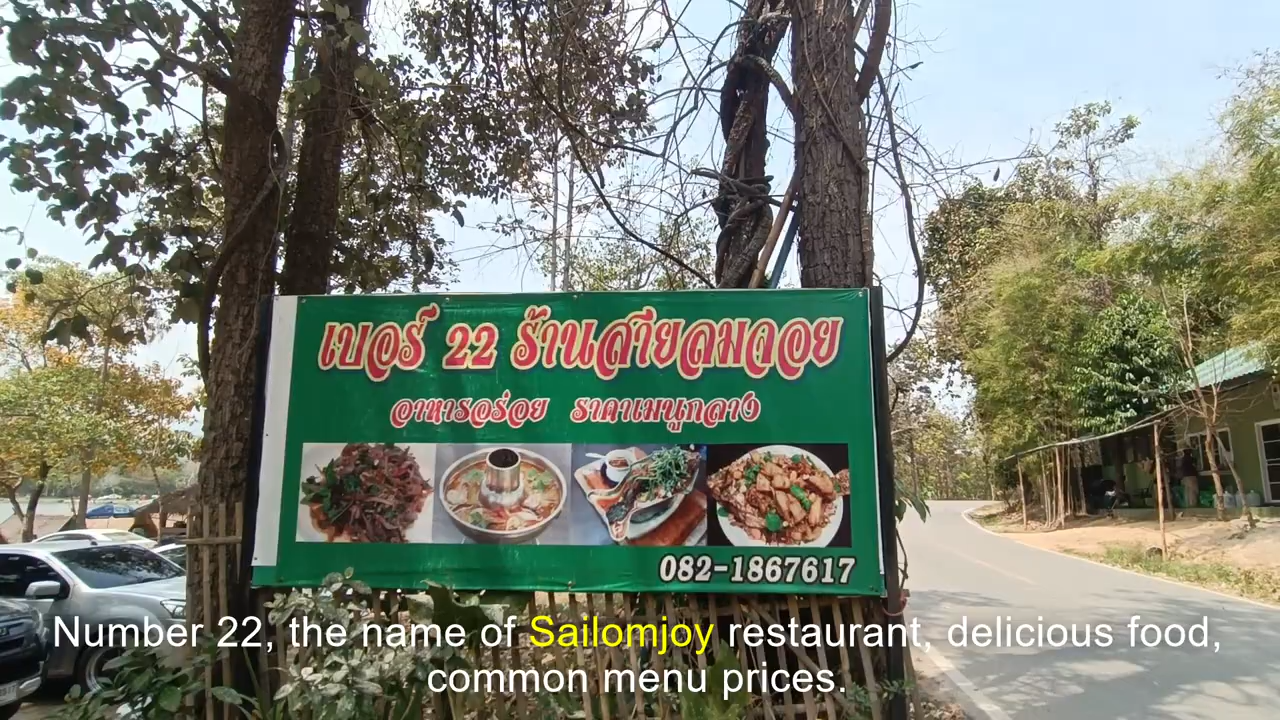 เบอร์ 22 ร้านสายลมจอย
อาหารอร่อย ราคาเมนูกลาง
082-1867617
Number 22, the name of Sailomjoy restaurant, delicious food,
common menu prices.